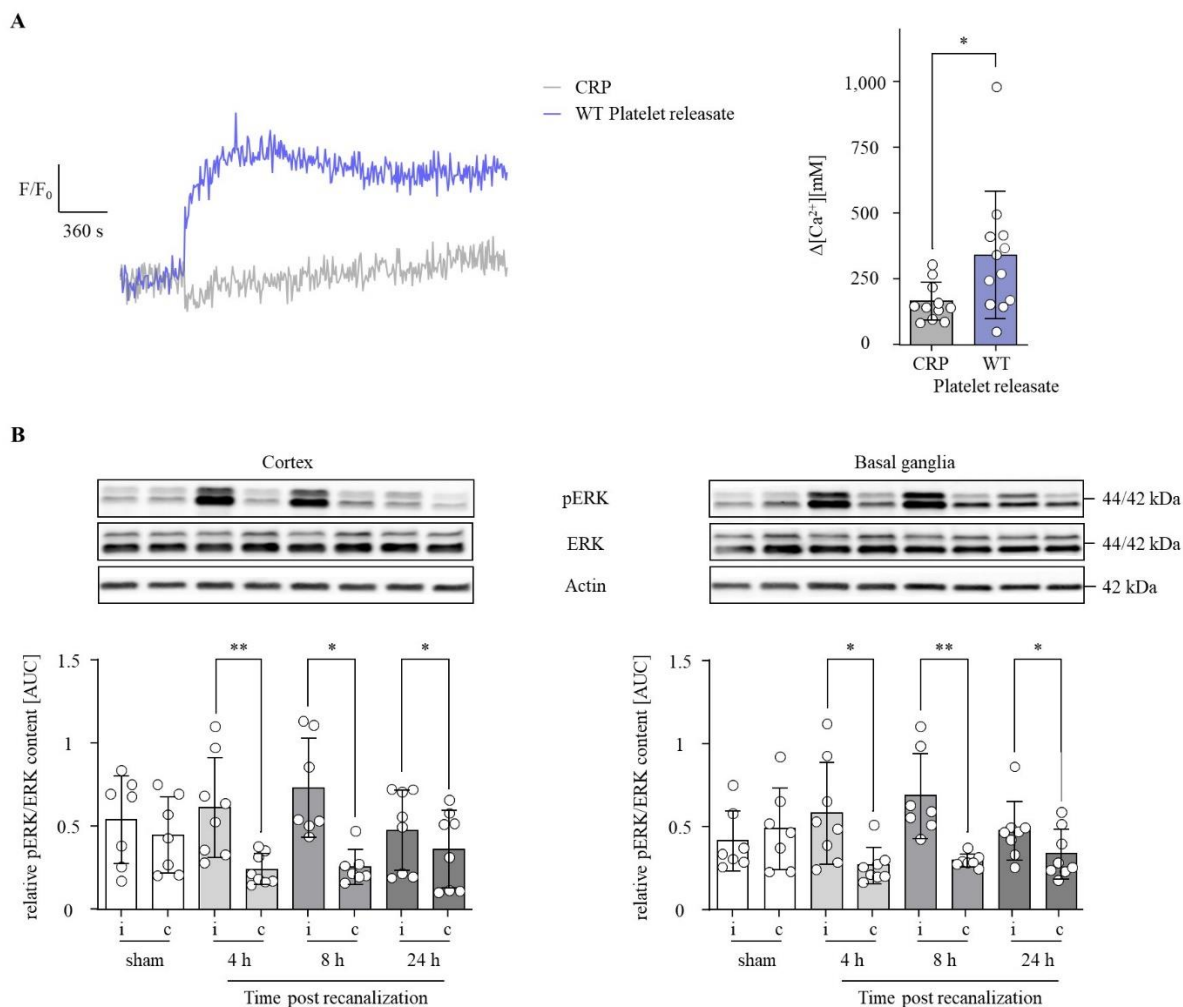 A
CRP
WT Platelet releasate
F/F₀
360 s
*
Δ[Ca²⁺][mM]
1,000
750
500
250
0
CRP WT
Platelet releasate
B
Cortex
Basal ganglia
pERK
44/42 kDa
ERK
44/42 kDa
Actin
42 kDa
relative pERK/ERK content [AUC]
1.5
1
0.5
0
** * *
i c i c i c i c
sham 4 h 8 h 24 h
Time post recanalization
relative pERK/ERK content [AUC]
1.5
1
0.5
0
* ** *
i c i c i c i c
sham 4 h 8 h 24 h
Time post recanalization